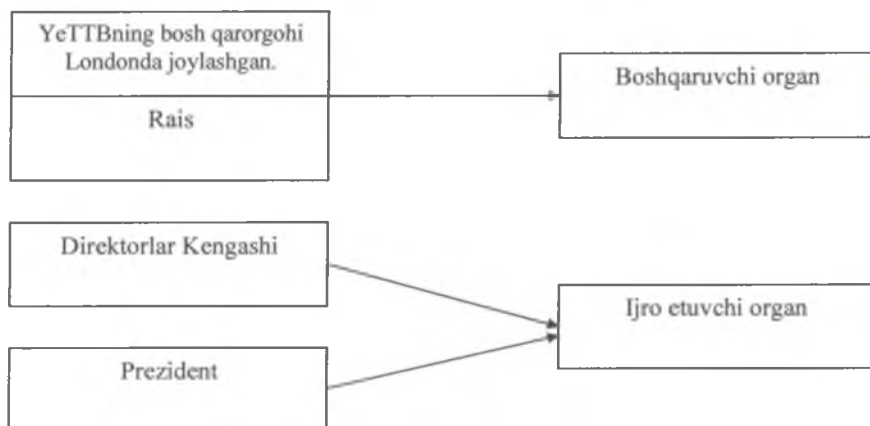 YeTTBning bosh qarorgohi
Londonda joylashgan.
Rais
Boshqaruvchi organ
Direktorlar Kengashi
Prezident
Ijro etuvchi organ